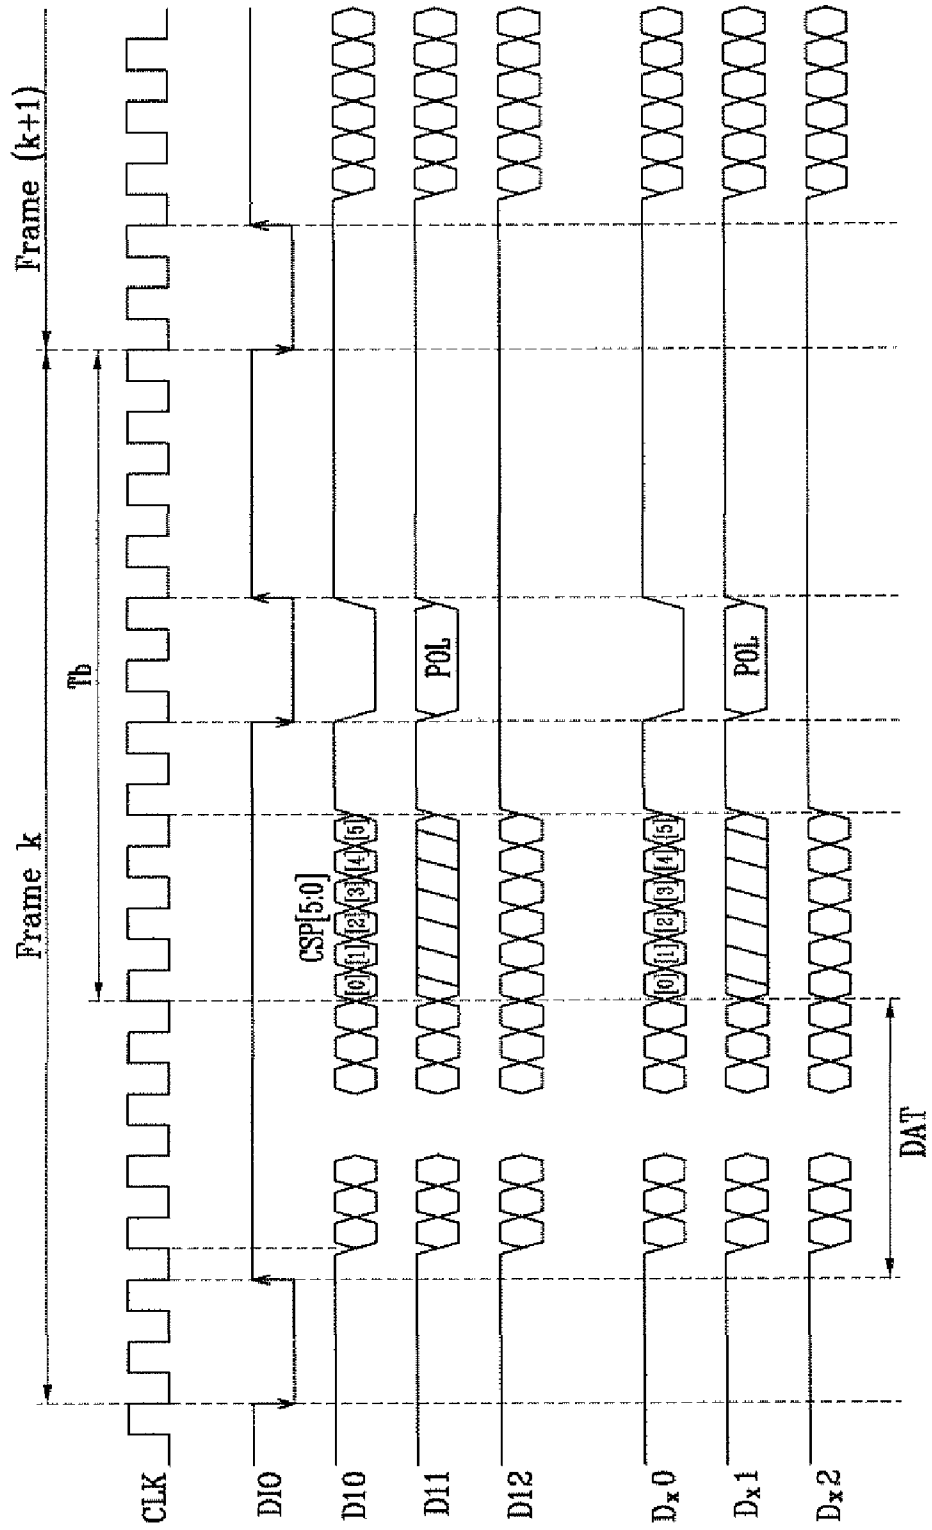 Frame k
Frame (k+1)
Tb
CLK
DIO
CSP[5:0]
D10
[0] [1] [2] [3] [4] [5]
D11
POL
D12
Dx0
[0] [1] [2] [3] [4] [5]
Dx1
POL
Dx2
DAT